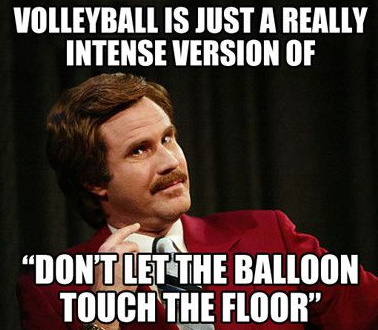 VOLLEYBALL IS JUST A REALLY
INTENSE VERSION OF
“DON’T LET THE BALLOON
TOUCH THE FLOOR”